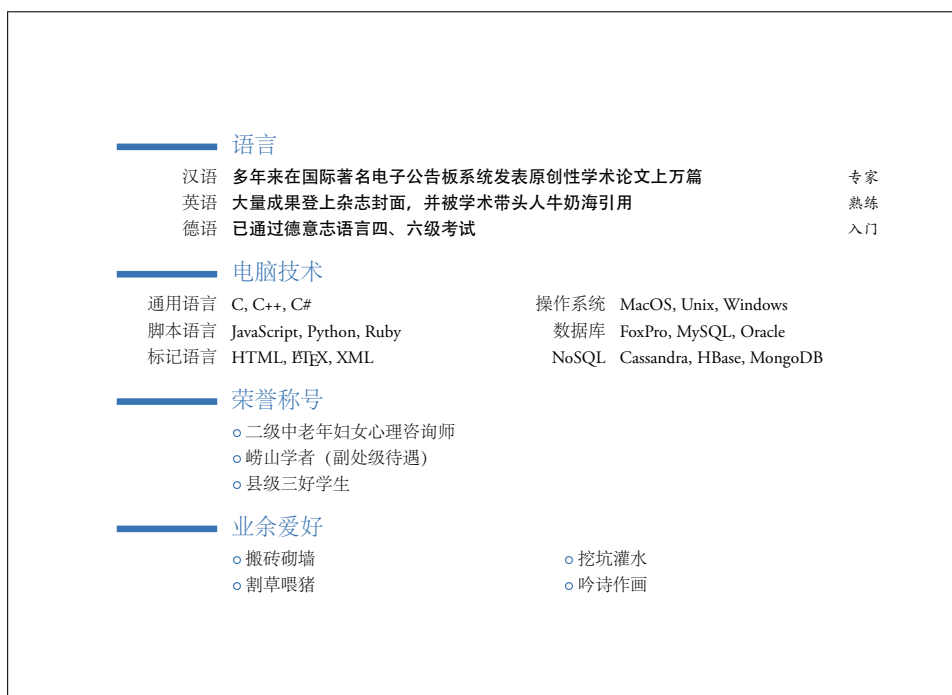 语言
汉语 多年来在国际著名电子公告板系统发表原创性学术论文上万篇 专家
英语 大量成果登上杂志封面，并被学术带头人牛奶海引用 熟练
德语 已通过德意志语言四、六级考试 入门
电脑技术
通用语言 C, C++, C# 操作系统 MacOS, Unix, Windows
脚本语言 JavaScript, Python, Ruby 数据库 FoxPro, MySQL, Oracle
标记语言 HTML, LATEX, XML NoSQL Cassandra, HBase, MongoDB
荣誉称号
二级中老年妇女心理咨询师
崂山学者（副处级待遇）
县级三好学生
业余爱好
搬砖砌墙 挖坑灌水
割草喂猪 吟诗作画